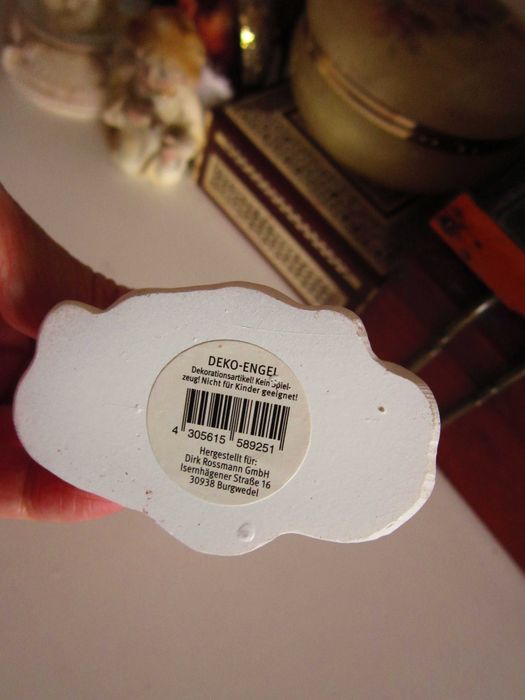 DEKO-ENGEL
Dekorationsartikel! Kein Spiel-
zeug! Nicht für Kinder geeignet!
4 305615 589251
Hergestellt für:
Dirk Rossmann GmbH
Isernhägener Straße 16
30938 Burgwedel